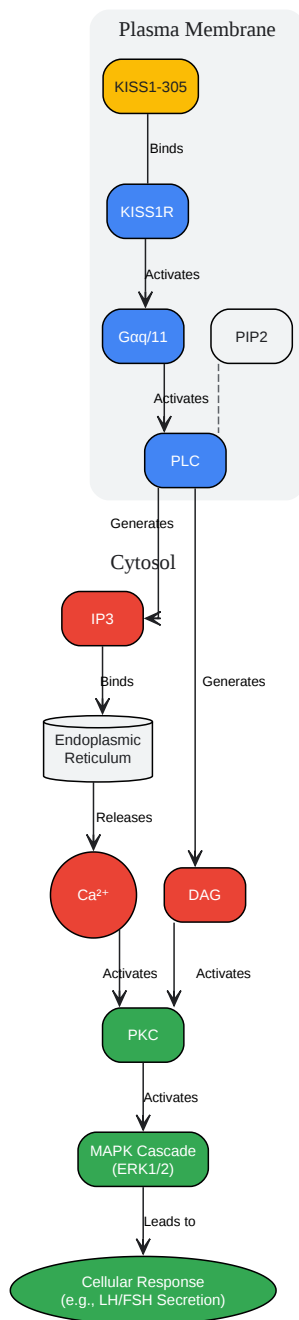 Plasma Membrane
KISS1-305
Binds
KISS1R
Activates
Gαq/11
PIP2
Activates
PLC
Generates
Cytosol
IP3
Binds
Generates
Endoplasmic
Reticulum
Releases
Ca²⁺
DAG
Activates
Activates
PKC
Activates
MAPK Cascade
(ERK1/2)
Leads to
Cellular Response
(e.g., LH/FSH Secretion)